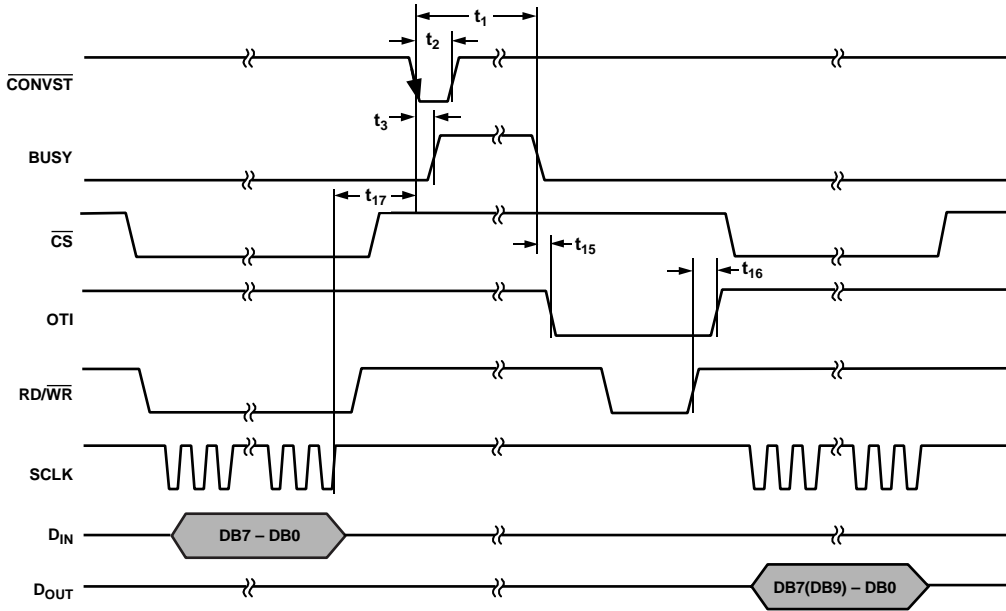 t1
t2
CONVST
t3
BUSY
t17
CS
t15
t16
OTI
RD/WR
SCLK
DIN
DB7 – DB0
DOUT
DB7(DB9) – DB0